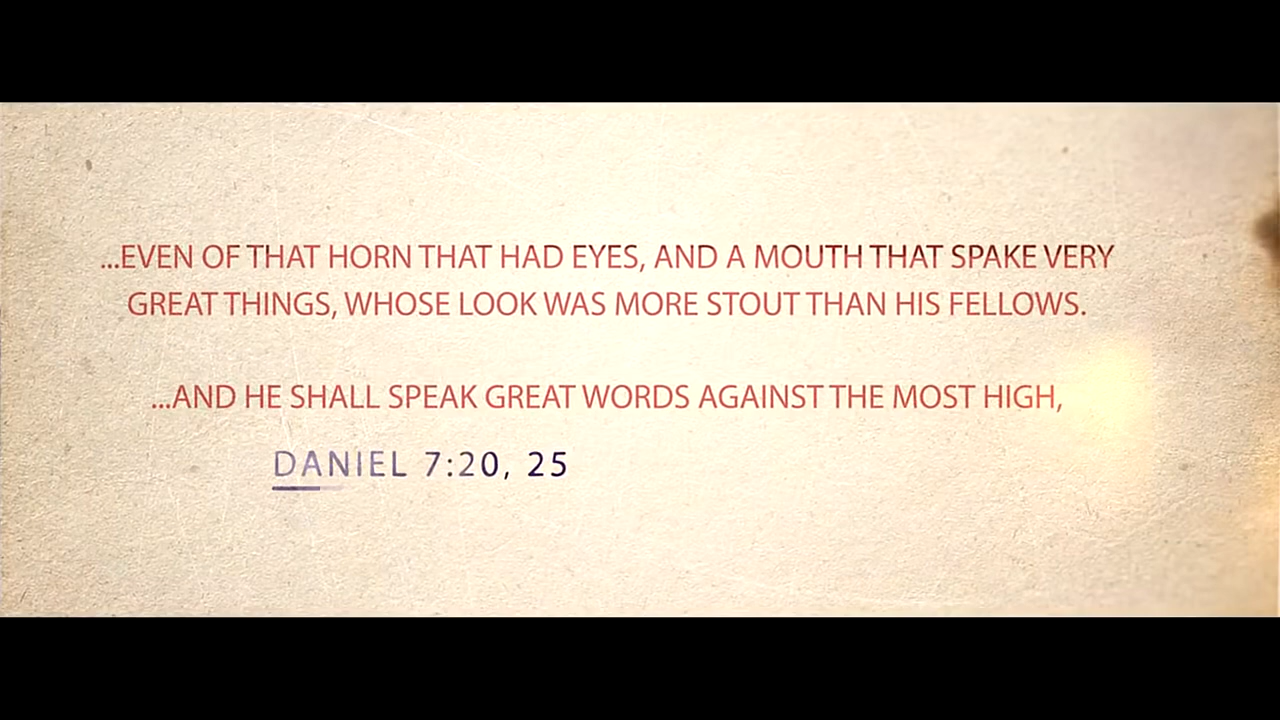 ...EVEN OF THAT HORN THAT HAD EYES, AND A MOUTH THAT SPAKE VERY
GREAT THINGS, WHOSE LOOK WAS MORE STOUT THAN HIS FELLOWS.
...AND HE SHALL SPEAK GREAT WORDS AGAINST THE MOST HIGH,
DANIEL 7:20, 25